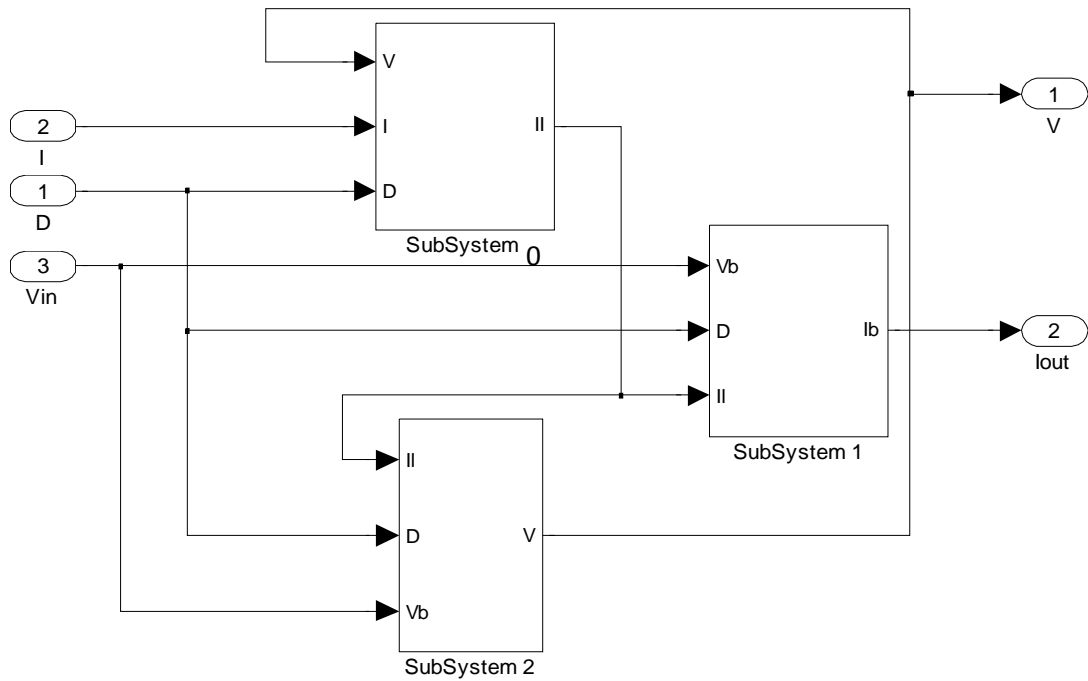 V
1
V
2
I
I
Il
1
D
D
SubSystem 0
3
Vin
Vb
D
Ib
2
Iout
Il
SubSystem 1
Il
D
V
Vb
SubSystem 2